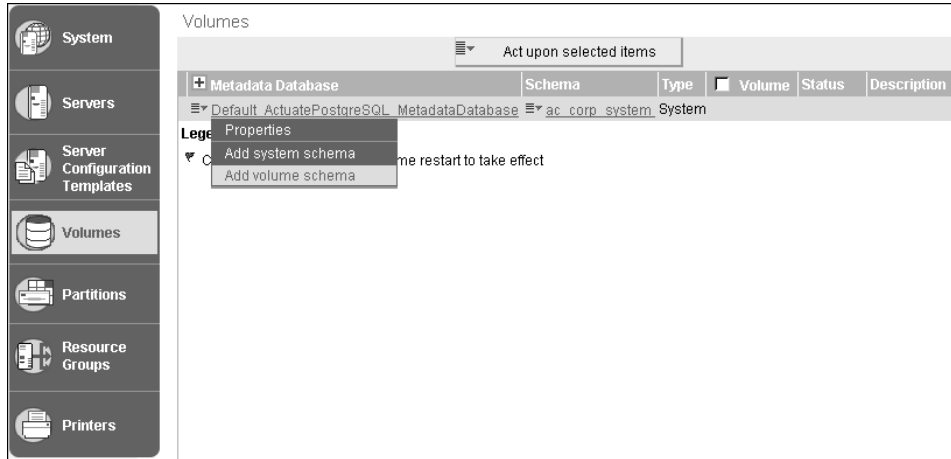 System
Servers
Server
Configuration
Templates
Volumes
Partitions
Resource
Groups
Printers
Volumes
Act upon selected items
Metadata Database Schema Type Volume Status Description
Default_ActuatePostgreSQL_MetadataDatabase ac_corp_system System
Lege
Properties
Add system schema
Add volume schema
C me restart to take effect